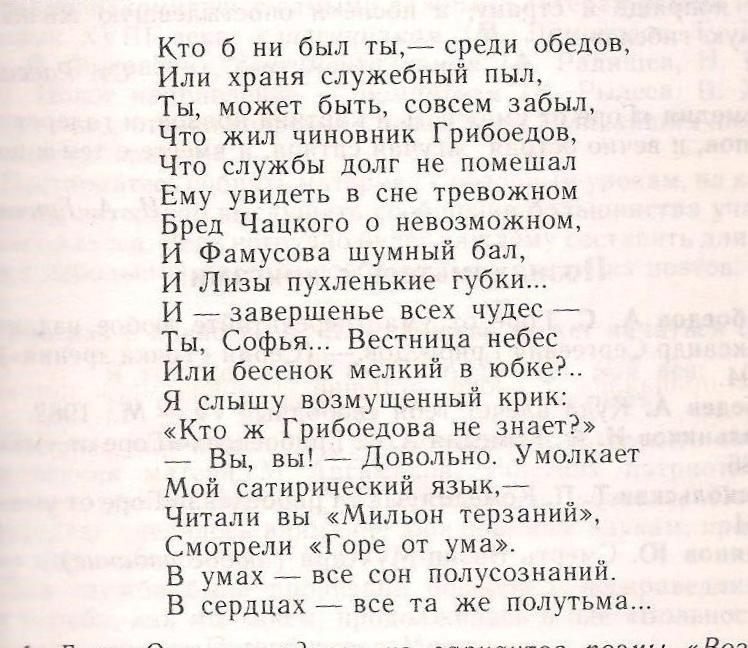 Кто б ни был ты,— среди обедов,
Или храня служебный пыл,
Ты, может быть, совсем забыл,
Что жил чиновник Грибоедов,
Что службы долг не помешал
Ему увидеть в сне тревожном
Бред Чацкого о невозможном,
И Фамусова шумный бал,
И Лизы пухленькие губки...
И — завершенье всех чудес —
Ты, Софья... Вестница небес
Или бесенок мелкий в юбке?..
Я слышу возмущенный крик:
«Кто ж Грибоедова не знает?»
Вы, вы! — Довольно. Умолкает
Мой сатирический язык,—
Читали вы «Мильон терзаний»,
Смотрели «Горе от ума».
В умах — все сон полусознаний.
В сердцах — все та же полутьма...